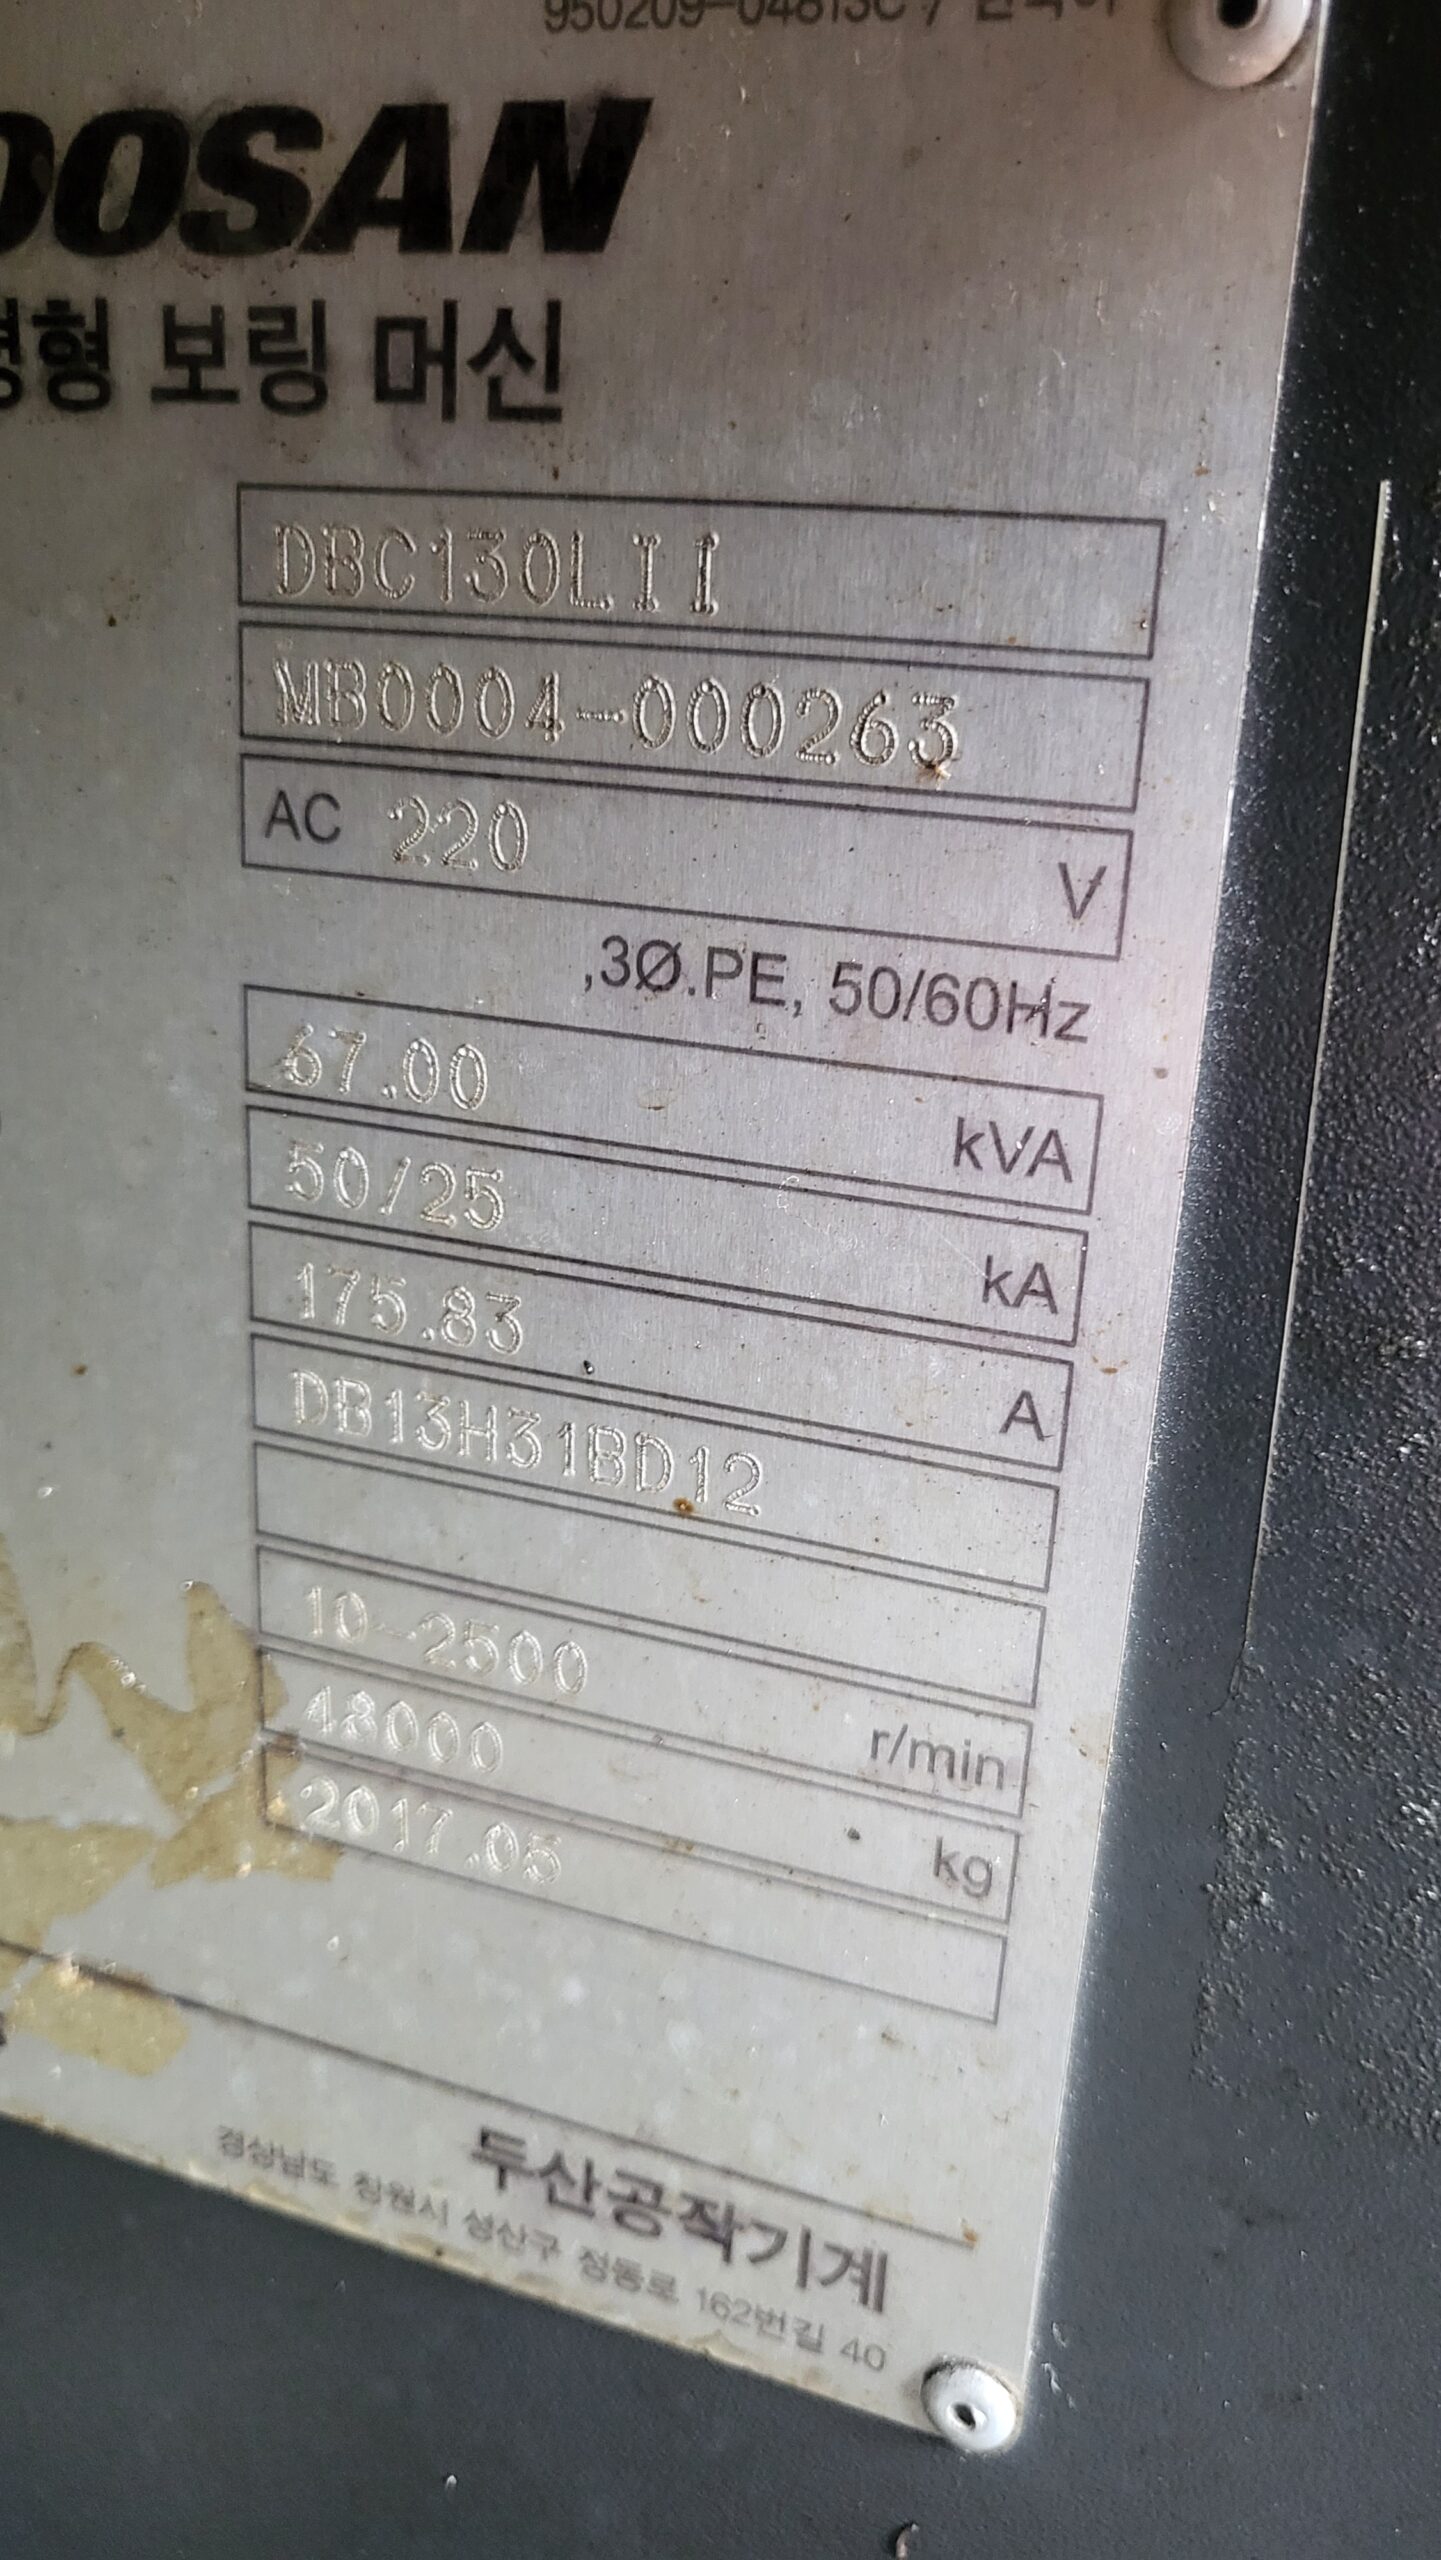 OOSAN
형 보링 머신
DBC130LII
MB0004-000263
AC 220 V
,3Ø.PE, 50/60Hz
67.00 kVA
50/25 kA
175.83 A
DB13H31BD12
10-2500 r/min
48000 kg
2017.05
두산공작기계
경상남도 창원시 성산구 정동로 162번길 40